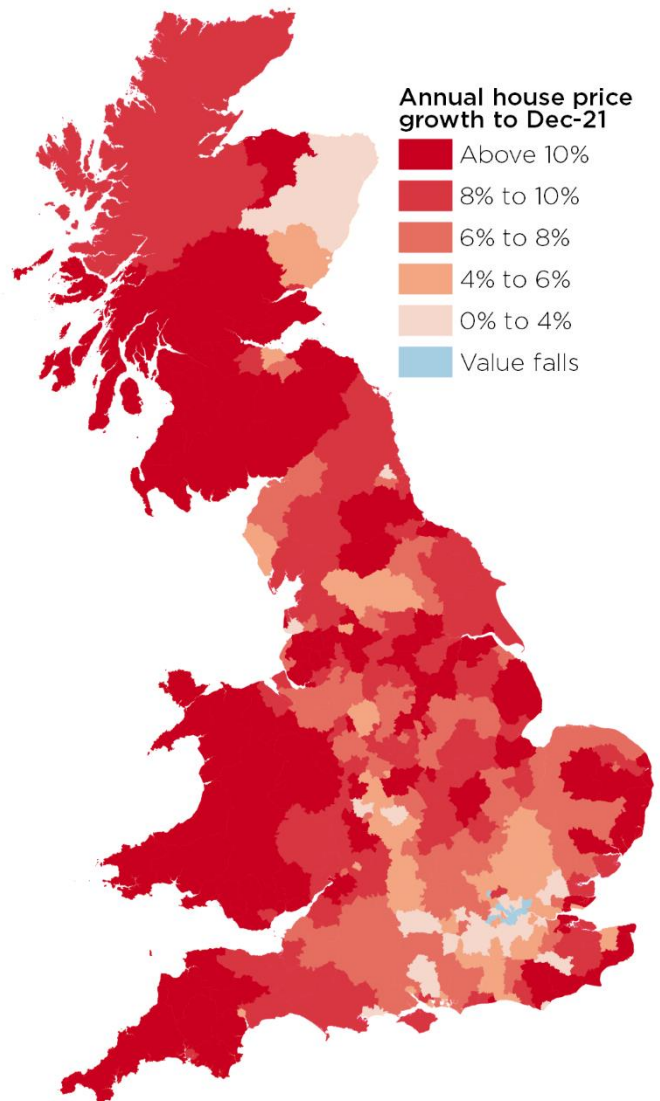 Annual house price
growth to Dec-21
Above 10%
8% to 10%
6% to 8%
4% to 6%
0% to 4%
Value falls